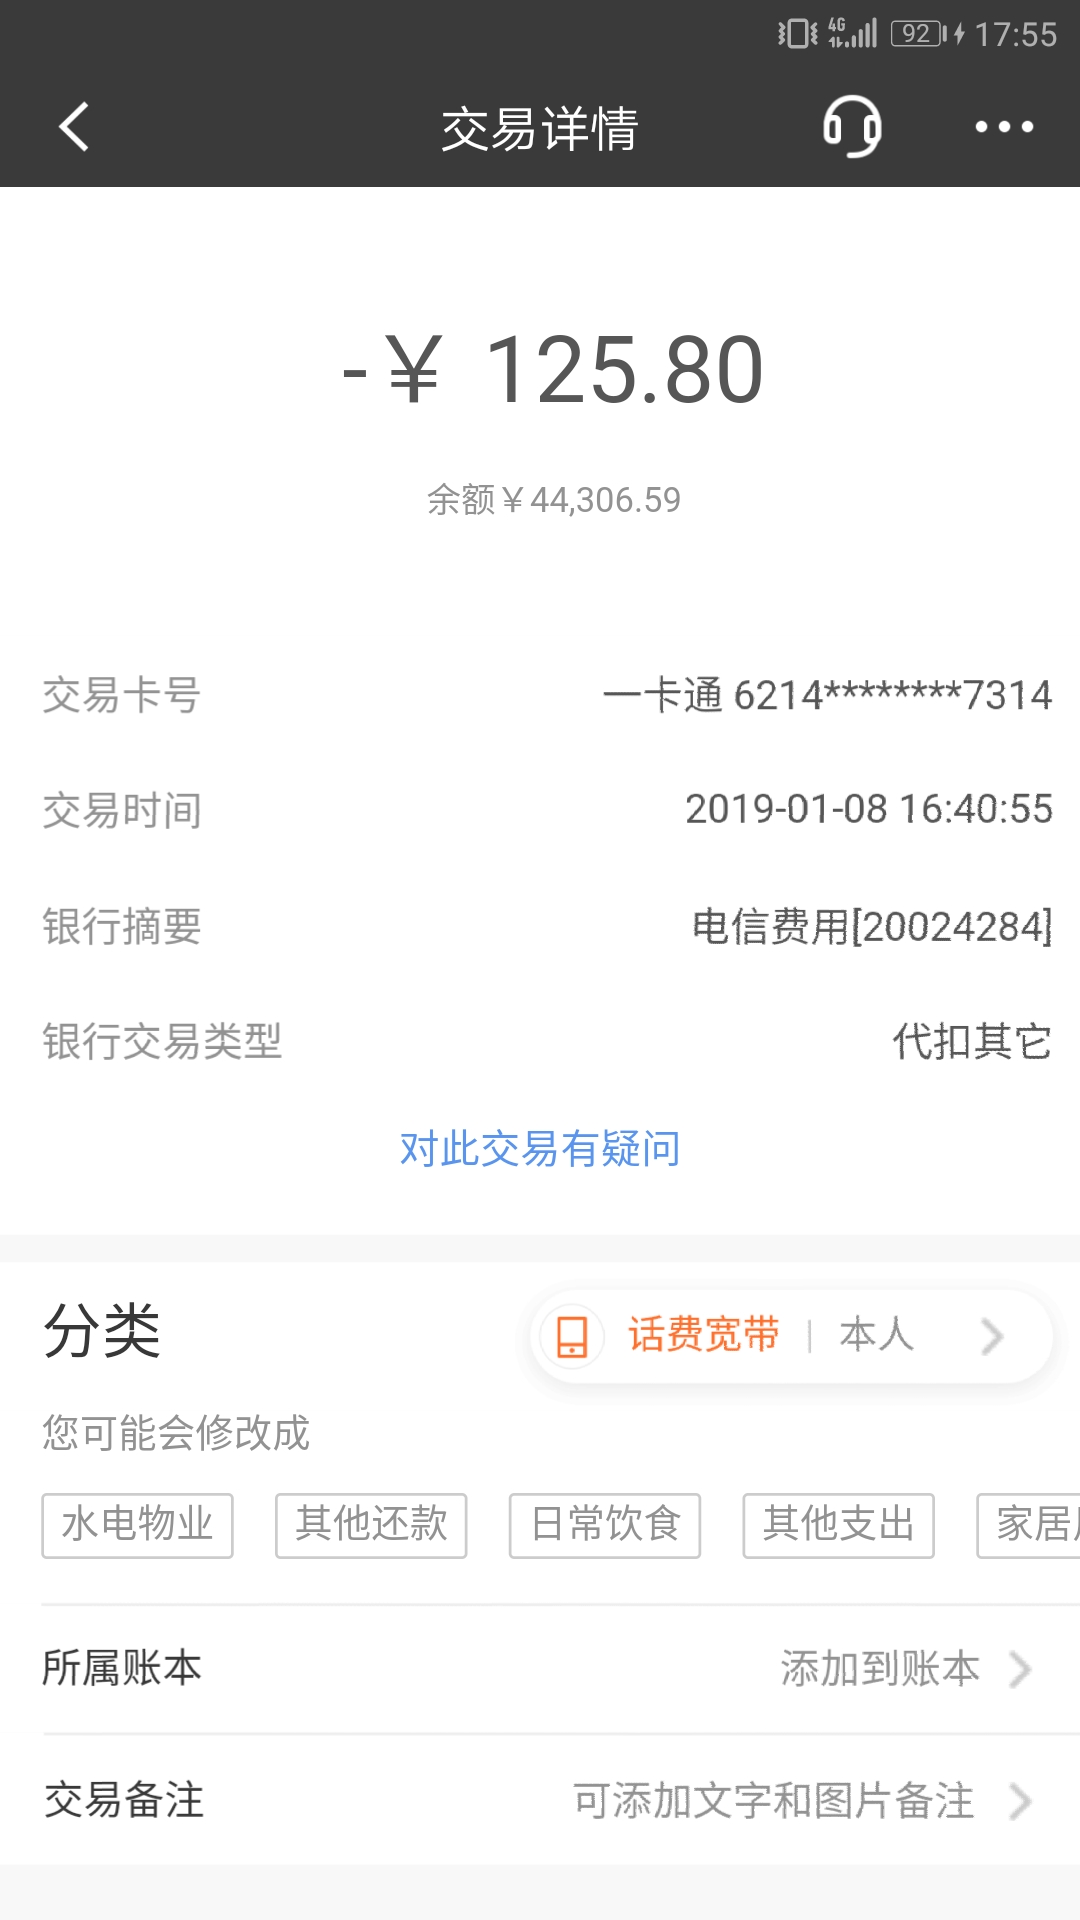 4G 92 17:55
交易详情
-￥ 125.80
余额￥44,306.59
交易卡号 一卡通 6214********7314
交易时间 2019-01-08 16:40:55
银行摘要 电信费用[20024284]
银行交易类型 代扣其它
对此交易有疑问
分类 话费宽带 | 本人
您可能会修改成
水电物业 其他还款 日常饮食 其他支出 家居
所属账本 添加到账本
交易备注 可添加文字和图片备注